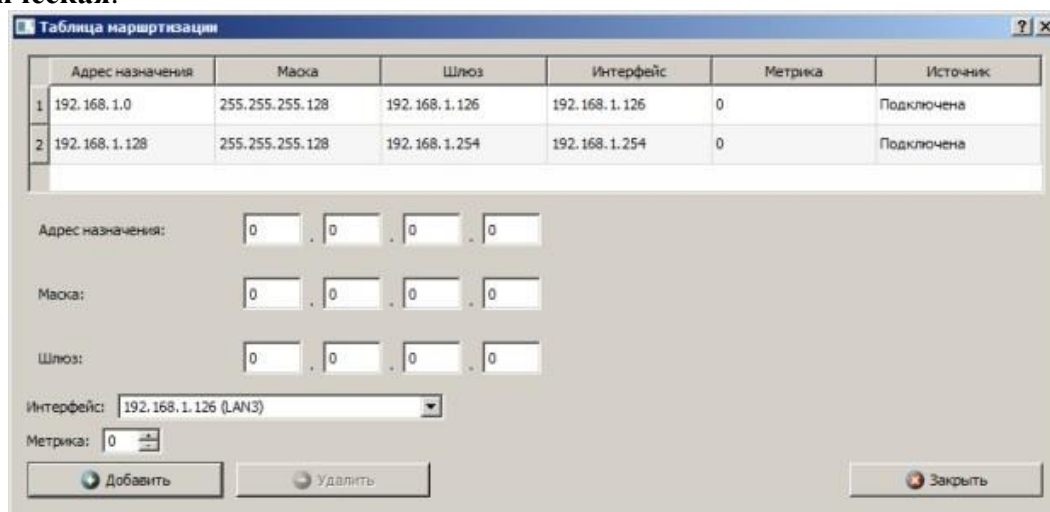 Таблица маршртизации
Адрес назначения Маска Шлюз Интерфейс Метрика Источник
1 192.168.1.0 255.255.255.128 192.168.1.126 192.168.1.126 0 Подключена
2 192.168.1.128 255.255.255.128 192.168.1.254 192.168.1.254 0 Подключена
Адрес назначения: 0 . 0 . 0 . 0
Маска: 0 . 0 . 0 . 0
Шлюз: 0 . 0 . 0 . 0
Интерфейс: 192.168.1.126 (LAN3)
Метрика: 0
Добавить Удалить Закрыть